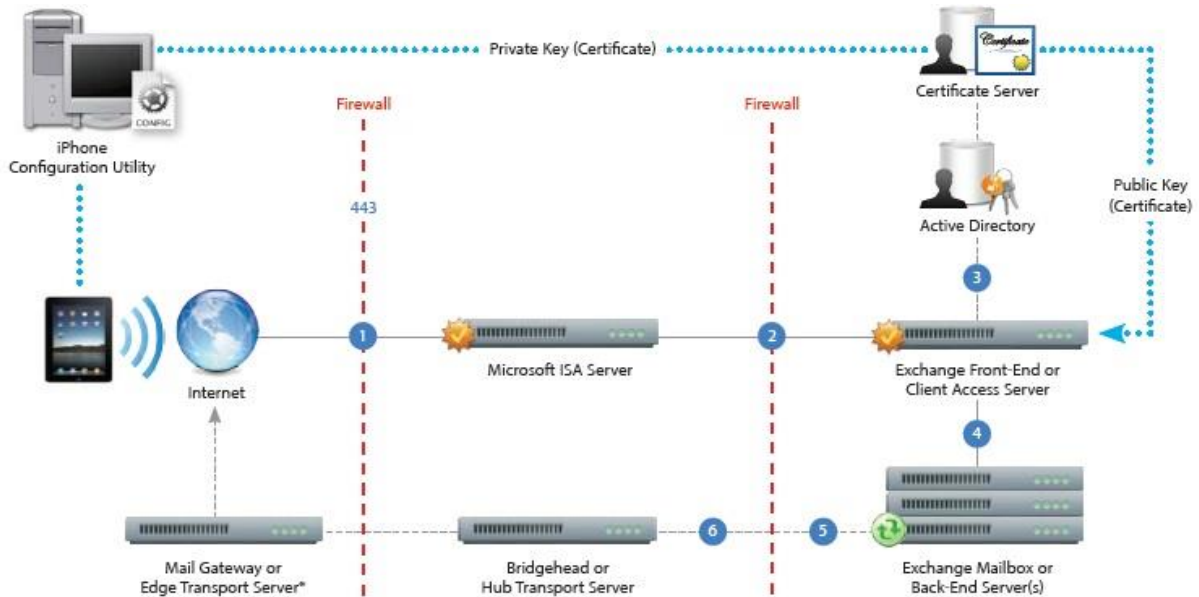 Private Key (Certificate)
Certificate
CONFIG
Certificate Server
Firewall
Firewall
iPhone
Configuration Utility
Public Key
(Certificate)
443
Active Directory
3
1
2
Microsoft ISA Server
Exchange Front-End or
Client Access Server
Internet
4
6
5
Mail Gateway or
Edge Transport Server*
Bridgehead or
Hub Transport Server
Exchange Mailbox or
Back-End Server(s)